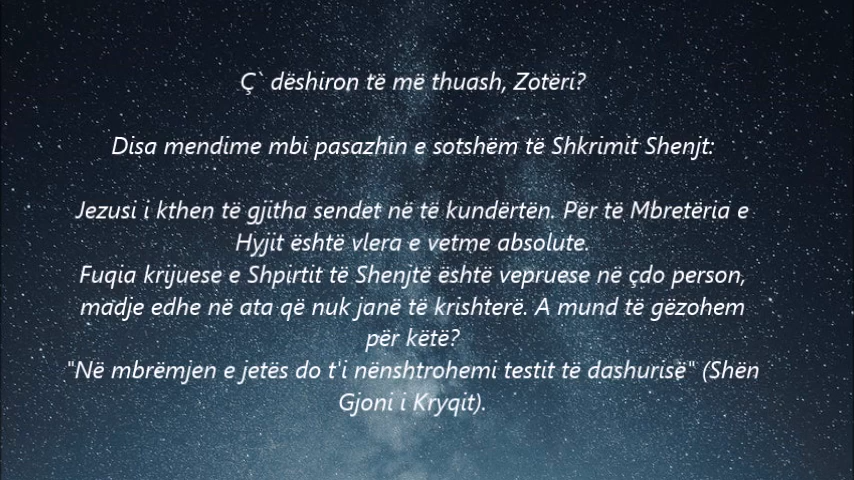 Ç` dëshiron të më thuash, Zotëri?
Disa mendime mbi pasazhin e sotshëm të Shkrimit Shenjt:
Jezusi i kthen të gjitha sendet në të kundërtën. Për të Mbretëria e
Hyjit është vlera e vetme absolute.
Fuqia krijuese e Shpirtit të Shenjtë është vepruese në çdo person,
madje edhe në ata që nuk janë të krishterë. A mund të gëzohem
për këtë?
"Në mbrëmjen e jetës do t'i nënshtrohemi testit të dashurisë" (Shën
Gjoni i Kryqit).